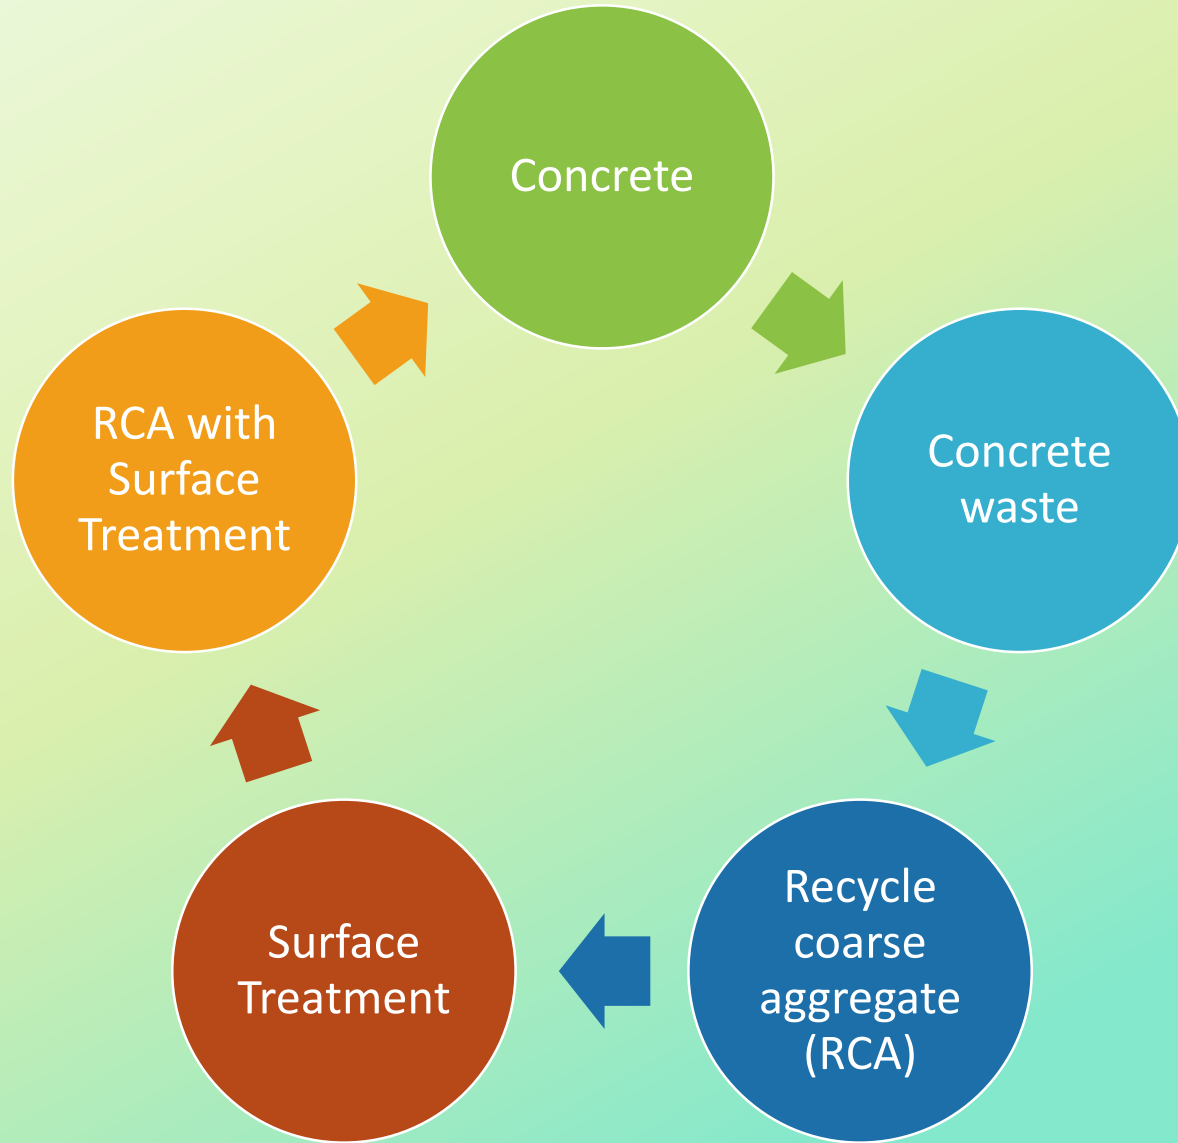 Concrete
Concrete
waste
Recycle
coarse
aggregate
(RCA)
Surface
Treatment
RCA with
Surface
Treatment